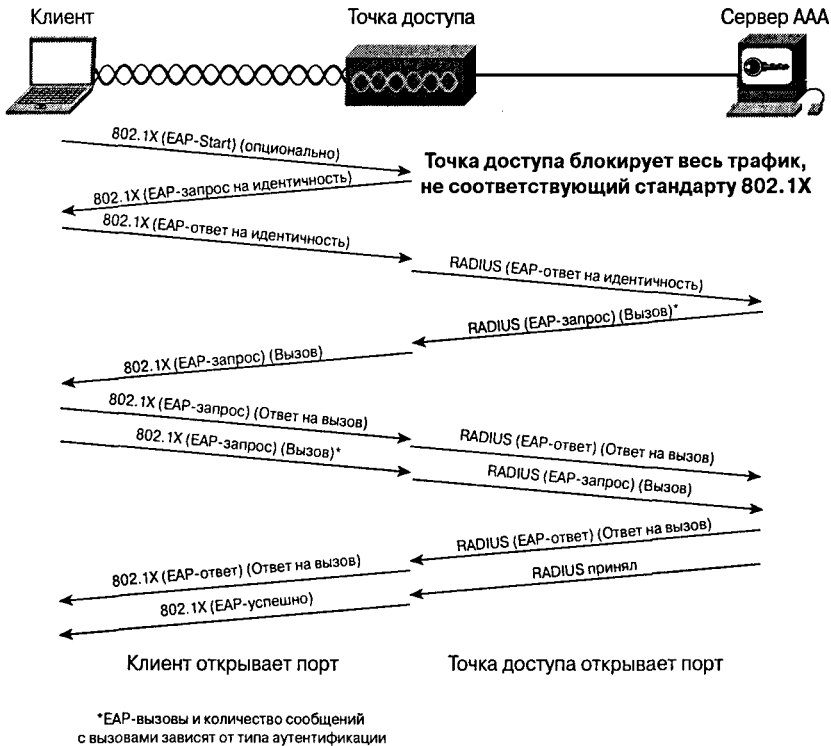 Клиент
Точка доступа
Сервер ААА
802.1X (EAP-Start) (опционально)
Точка доступа блокирует весь трафик,
не соответствующий стандарту 802.1X
802.1X (EAP-запрос на идентичность)
802.1X (EAP-ответ на идентичность)
RADIUS (EAP-ответ на идентичность)
RADIUS (EAP-запрос) (Вызов)*
802.1X (EAP-запрос) (Вызов)
802.1X (EAP-запрос) (Ответ на вызов)
RADIUS (EAP-ответ) (Ответ на вызов)
802.1X (EAP-запрос) (Вызов)*
RADIUS (EAP-запрос) (Вызов)
RADIUS (EAP-ответ) (Ответ на вызов)
802.1X (EAP-ответ) (Ответ на вызов)
RADIUS принял
802.1X (EAP-успешно)
Клиент открывает порт
Точка доступа открывает порт
*EAP-вызовы и количество сообщений
с вызовами зависят от типа аутентификации